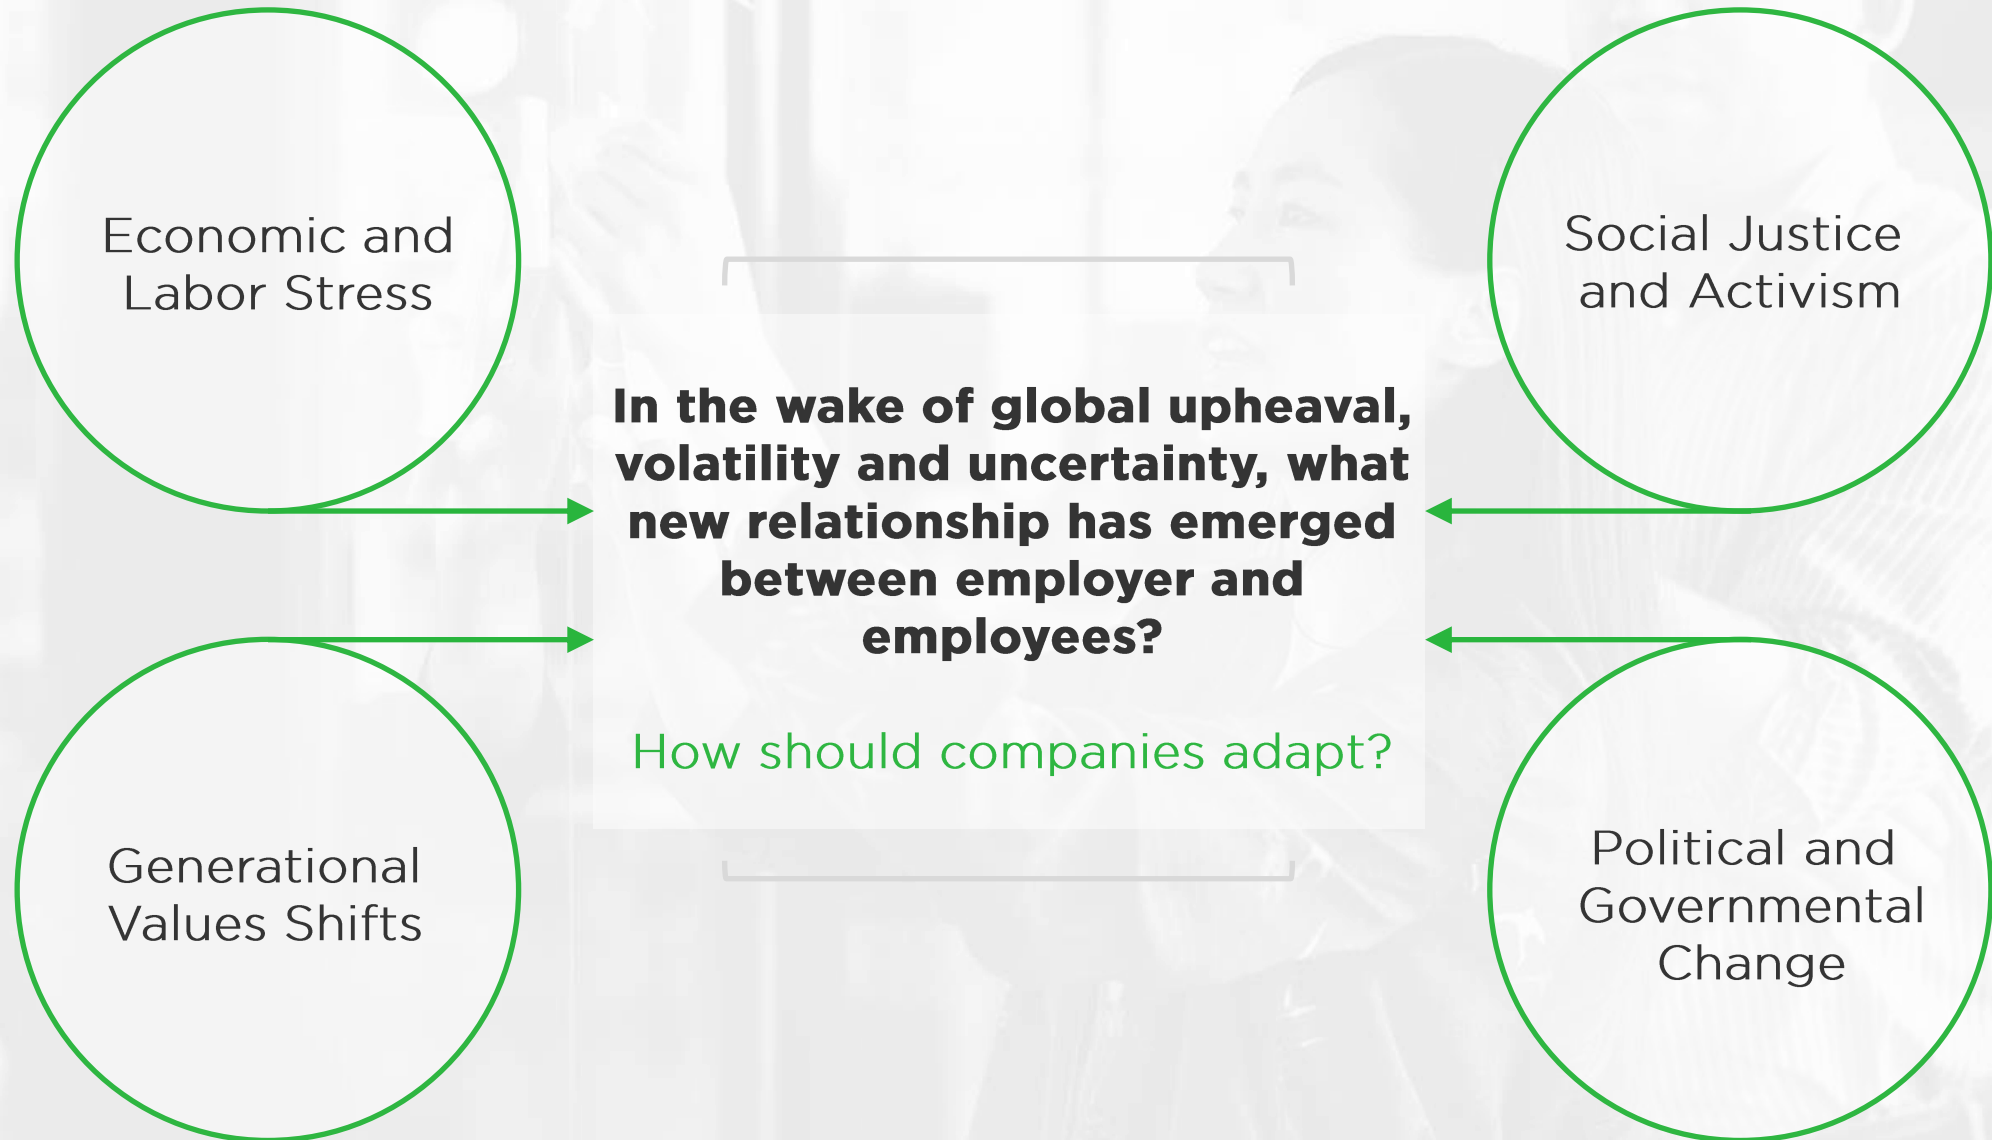 Economic and
Labor Stress
Social Justice
and Activism
In the wake of global upheaval,
volatility and uncertainty, what
new relationship has emerged
between employer and
employees?
How should companies adapt?
Generational
Values Shifts
Political and
Governmental
Change